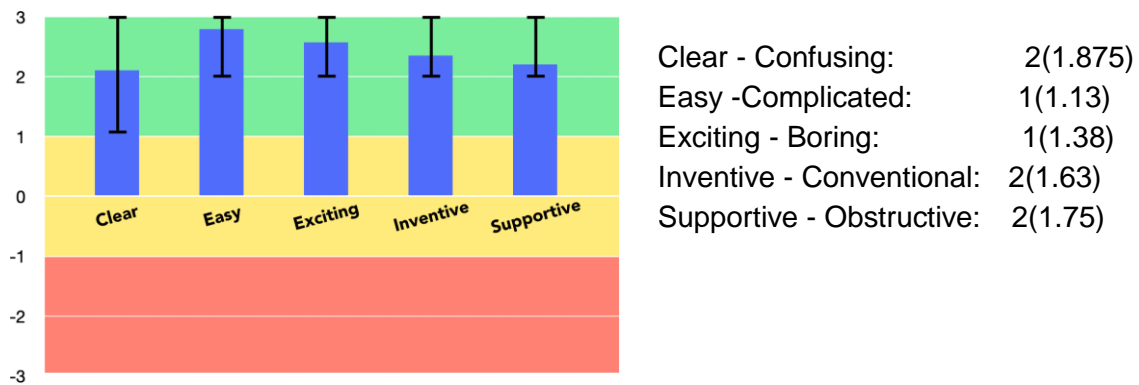 3
2
1
0
-1
-2
-3
Clear
Easy
Exciting
Inventive
Supportive
Clear - Confusing: 2(1.875)
Easy -Complicated: 1(1.13)
Exciting - Boring: 1(1.38)
Inventive - Conventional: 2(1.63)
Supportive - Obstructive: 2(1.75)